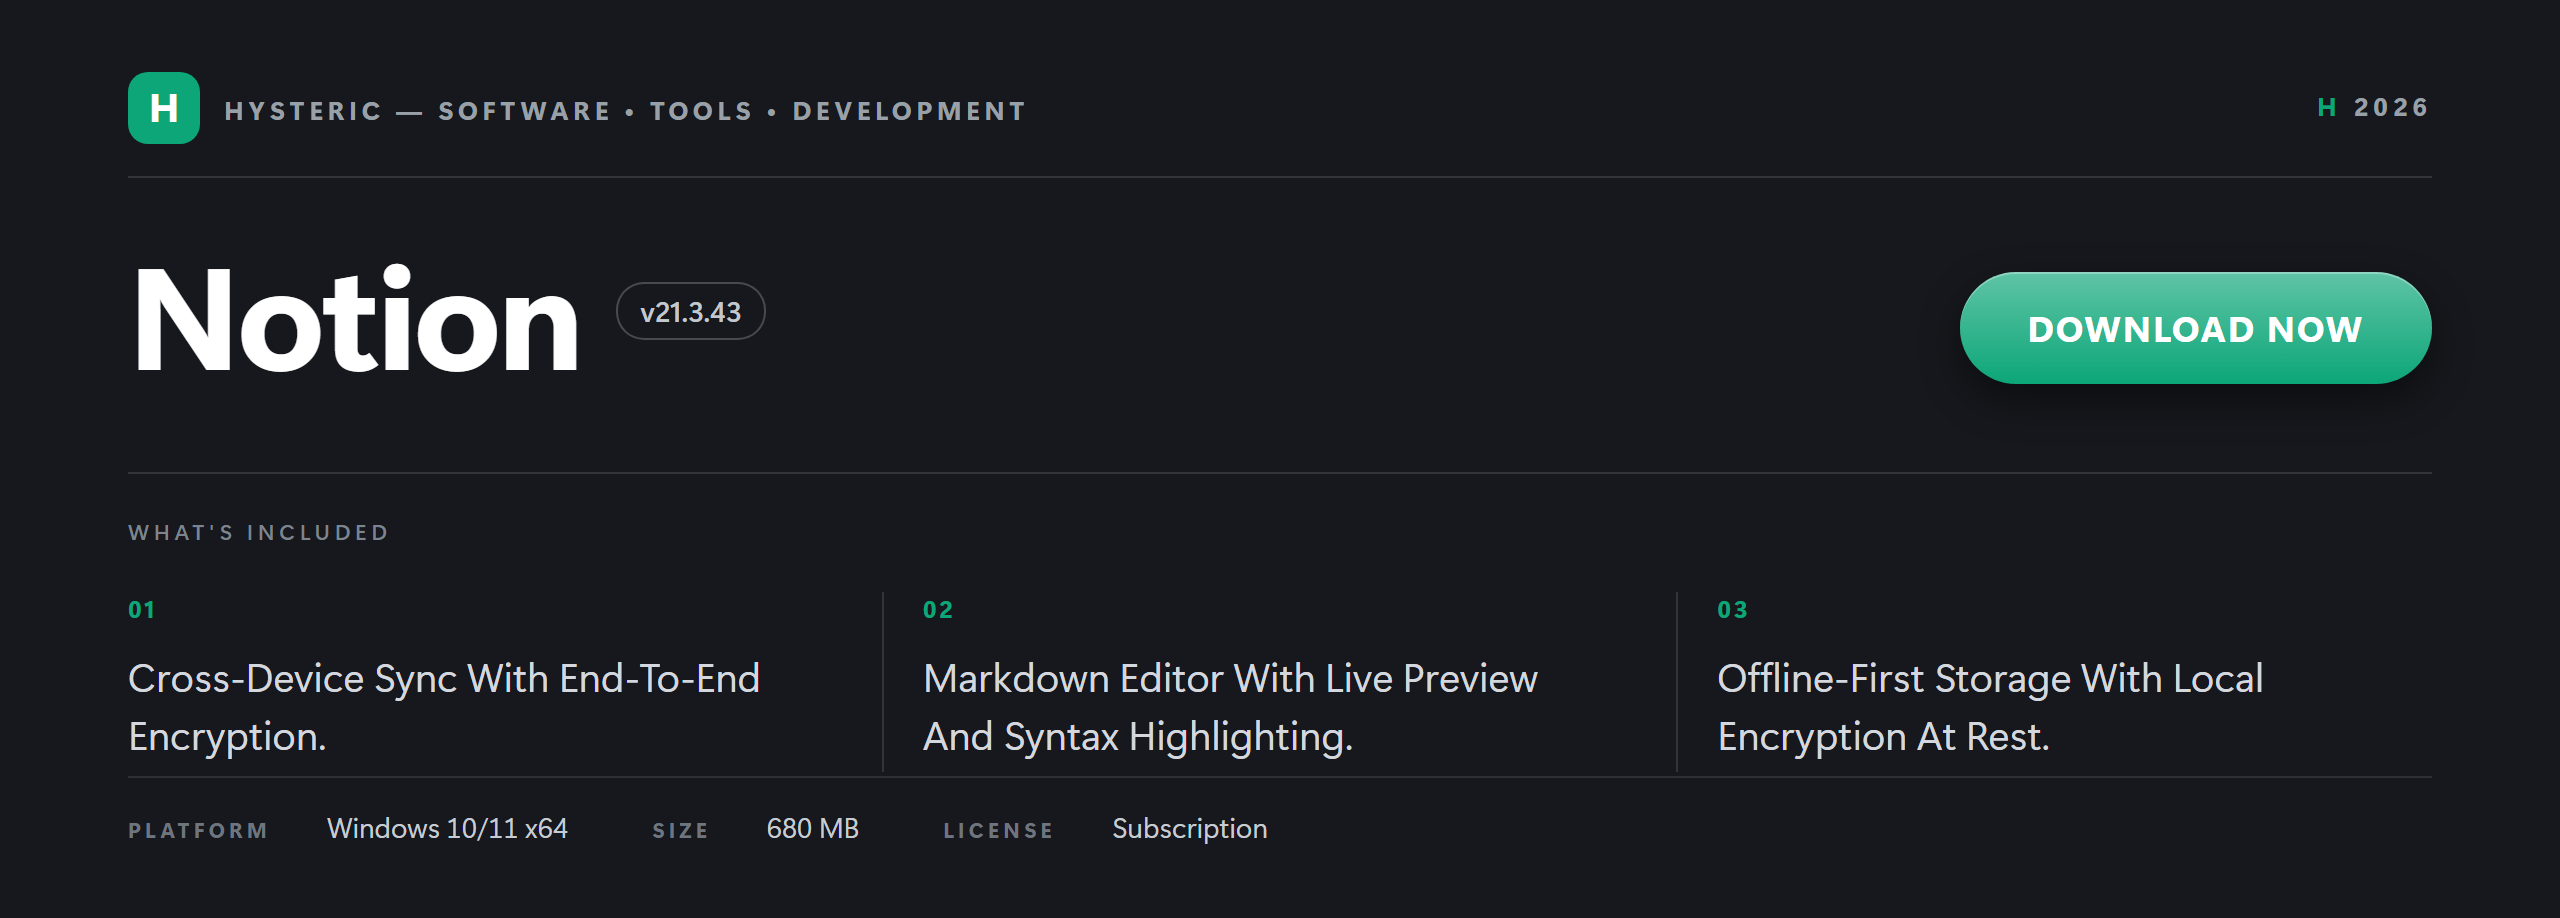 H HYSTERIC — SOFTWARE • TOOLS • DEVELOPMENT
H 2026
Notion v21.3.43
DOWNLOAD NOW
WHAT'S INCLUDED
01
Cross-Device Sync With End-To-End
Encryption.
02
Markdown Editor With Live Preview
And Syntax Highlighting.
03
Offline-First Storage With Local
Encryption At Rest.
PLATFORM Windows 10/11 x64 SIZE 680 MB LICENSE Subscription